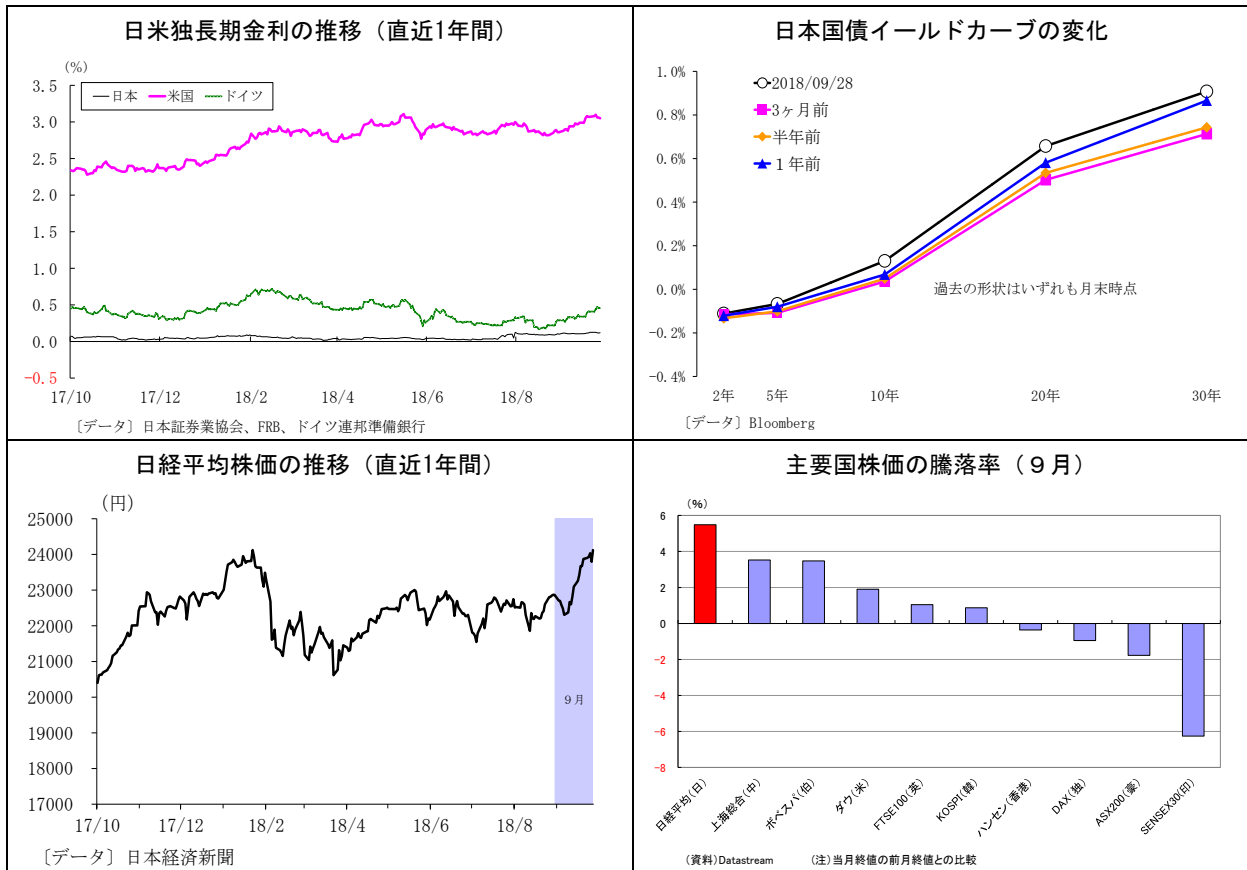 日米独長期金利の推移（直近1年間）
(%)
日本 米国 ドイツ
3.5
3.0
2.5
2.0
1.5
1.0
0.5
0.0
-0.5
17/10 17/12 18/2 18/4 18/6 18/8
〔データ〕日本証券業協会、FRB、ドイツ連邦準備銀行
日本国債イールドカーブの変化
1.0%
0.8%
0.6%
0.4%
0.2%
0.0%
-0.2%
-0.4%
2018/09/28
3ヶ月前
半年前
１年前
過去の形状はいずれも月末時点
2年 5年 10年 20年 30年
〔データ〕Bloomberg
日経平均株価の推移（直近1年間）
(円)
25000
24000
23000
22000
21000
20000
19000
18000
17000
９月
17/10 17/12 18/2 18/4 18/6 18/8
〔データ〕日本経済新聞
主要国株価の騰落率（９月）
(%)
6
4
2
0
-2
-4
-6
-8
日経平均(日)
上海総合(中)
ボベスパ(伯)
ダウ(米)
FTSE100(英)
KOSPI(韓)
ハンセン(香港)
DAX(独)
ASX200(豪)
SENSEX30(印)
(資料)Datastream (注)当月終値の前月終値との比較